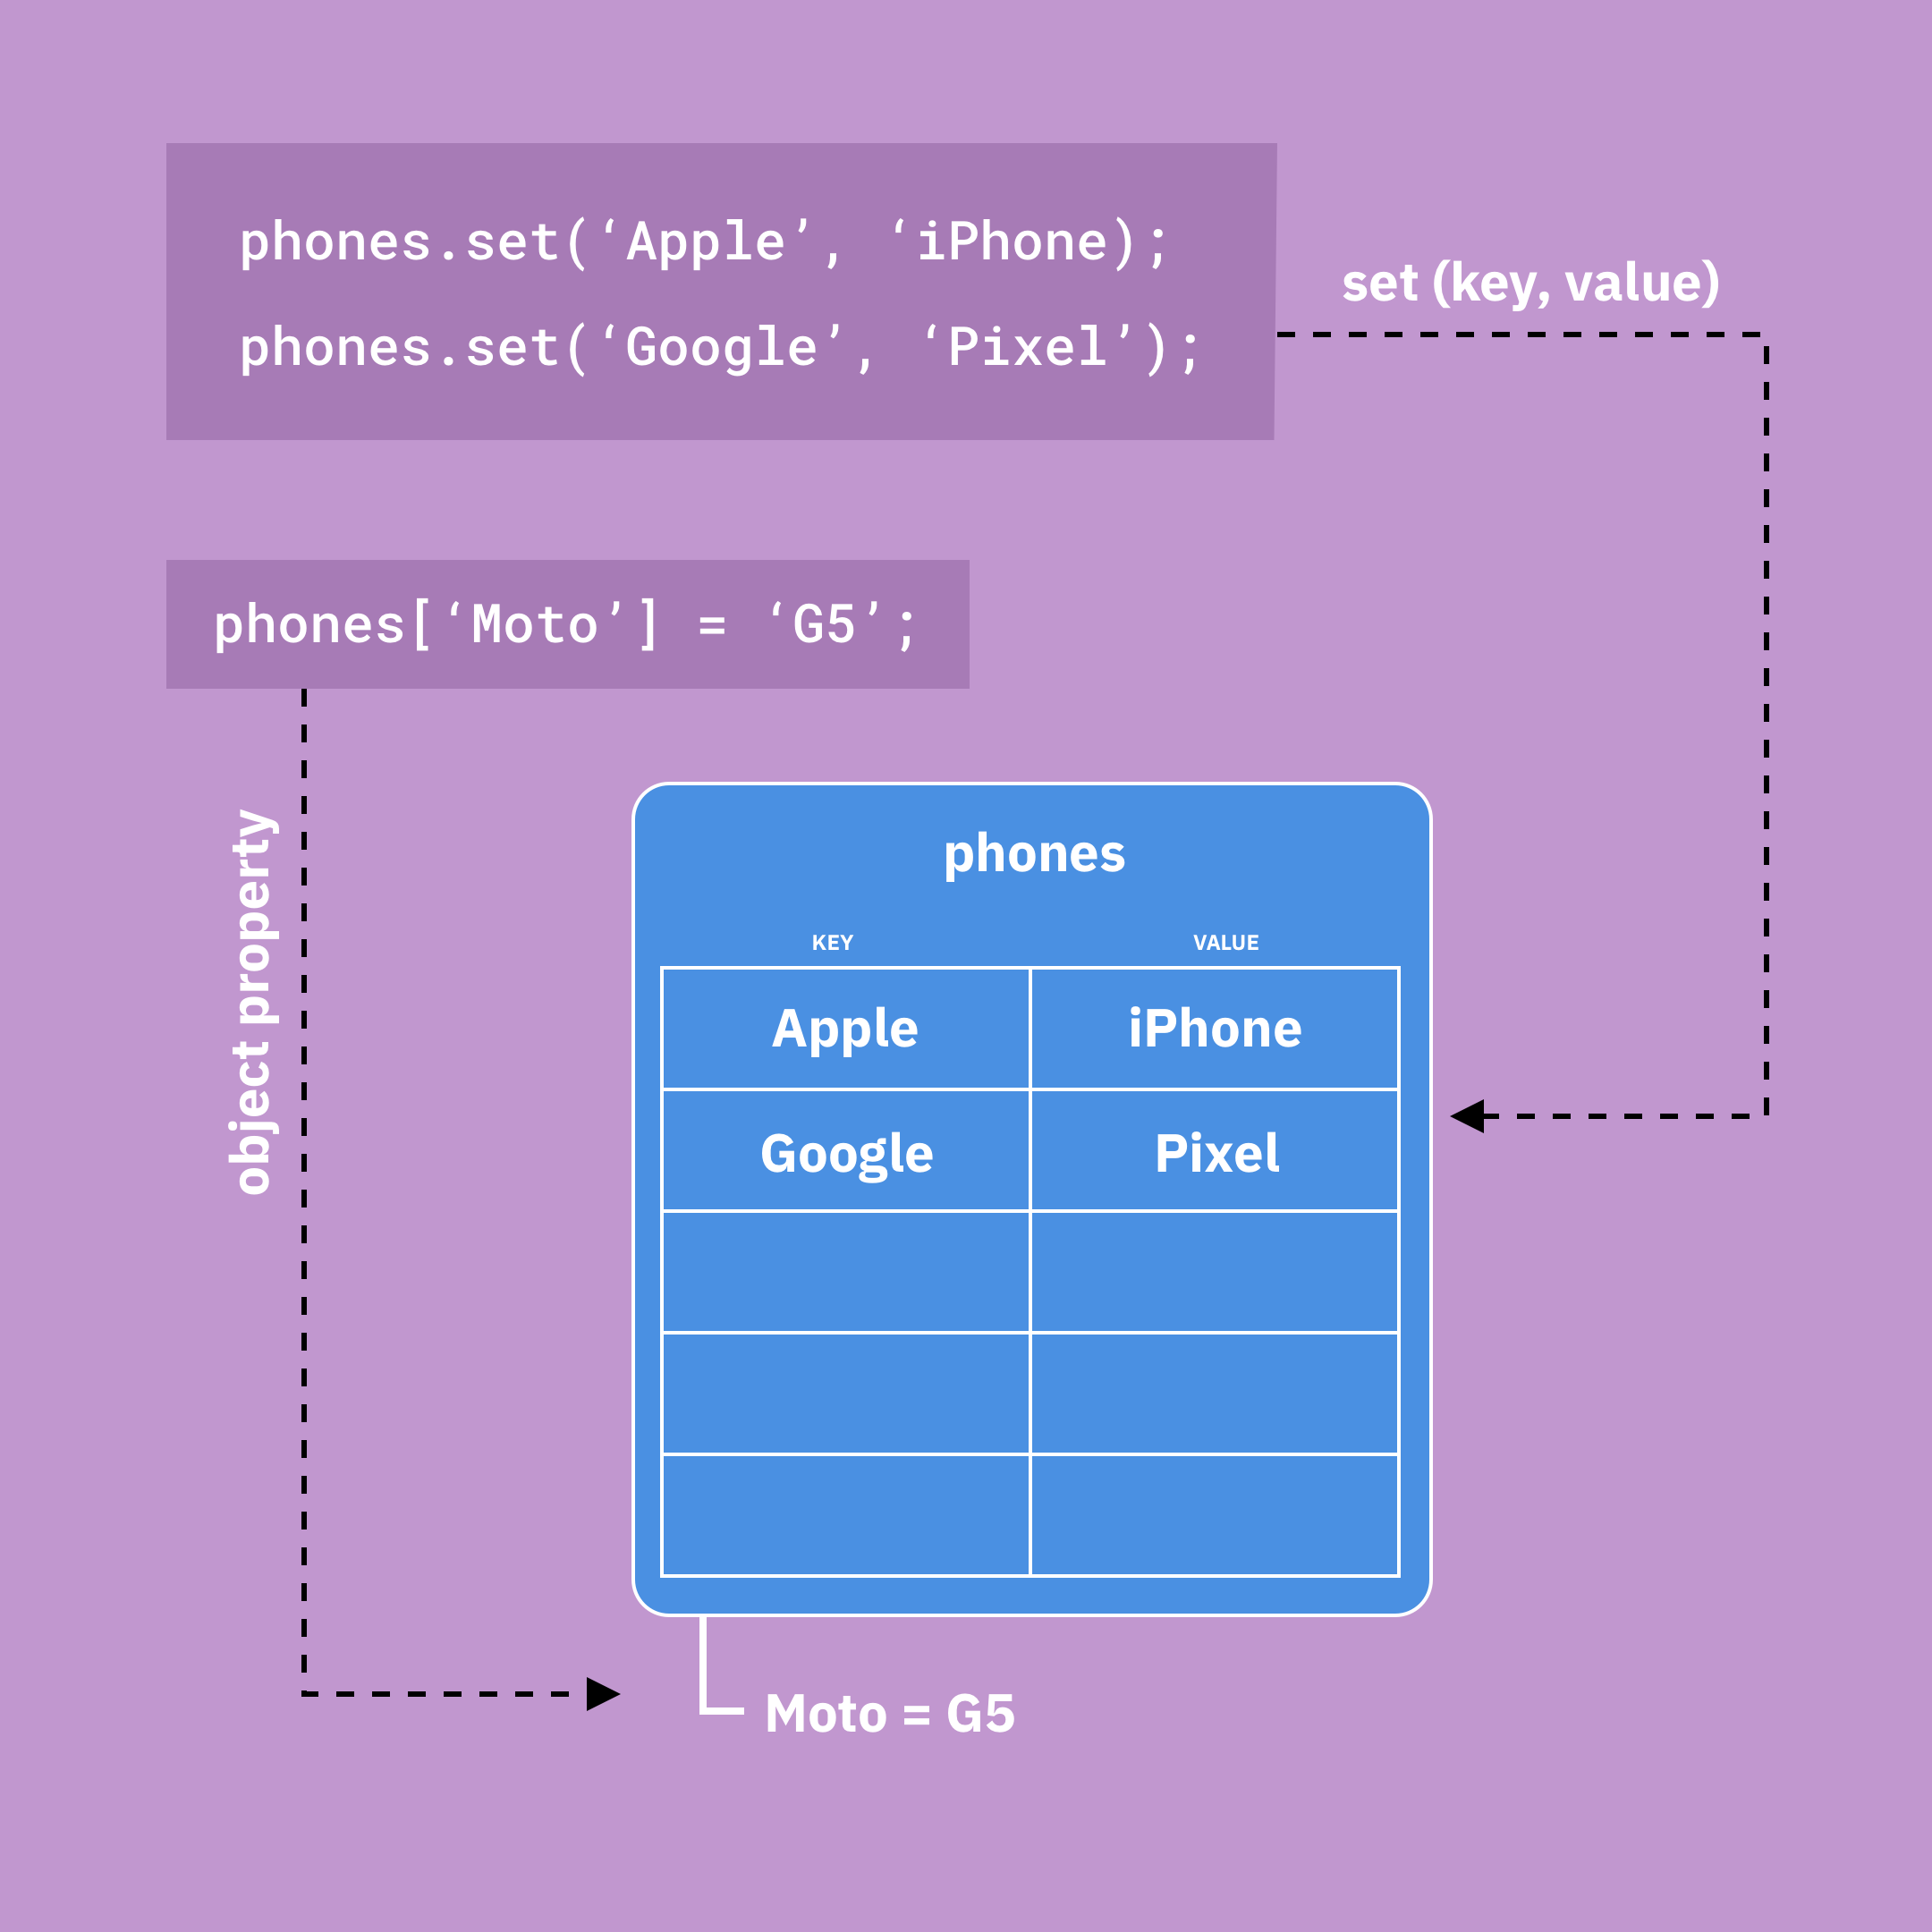 phones.set(‘Apple’, ‘iPhone);
phones.set(‘Google’, ‘Pixel’);
set (key, value)
phones[‘Moto’] = ‘G5’;
object property
phones
KEY VALUE
Apple iPhone
Google Pixel
Moto = G5